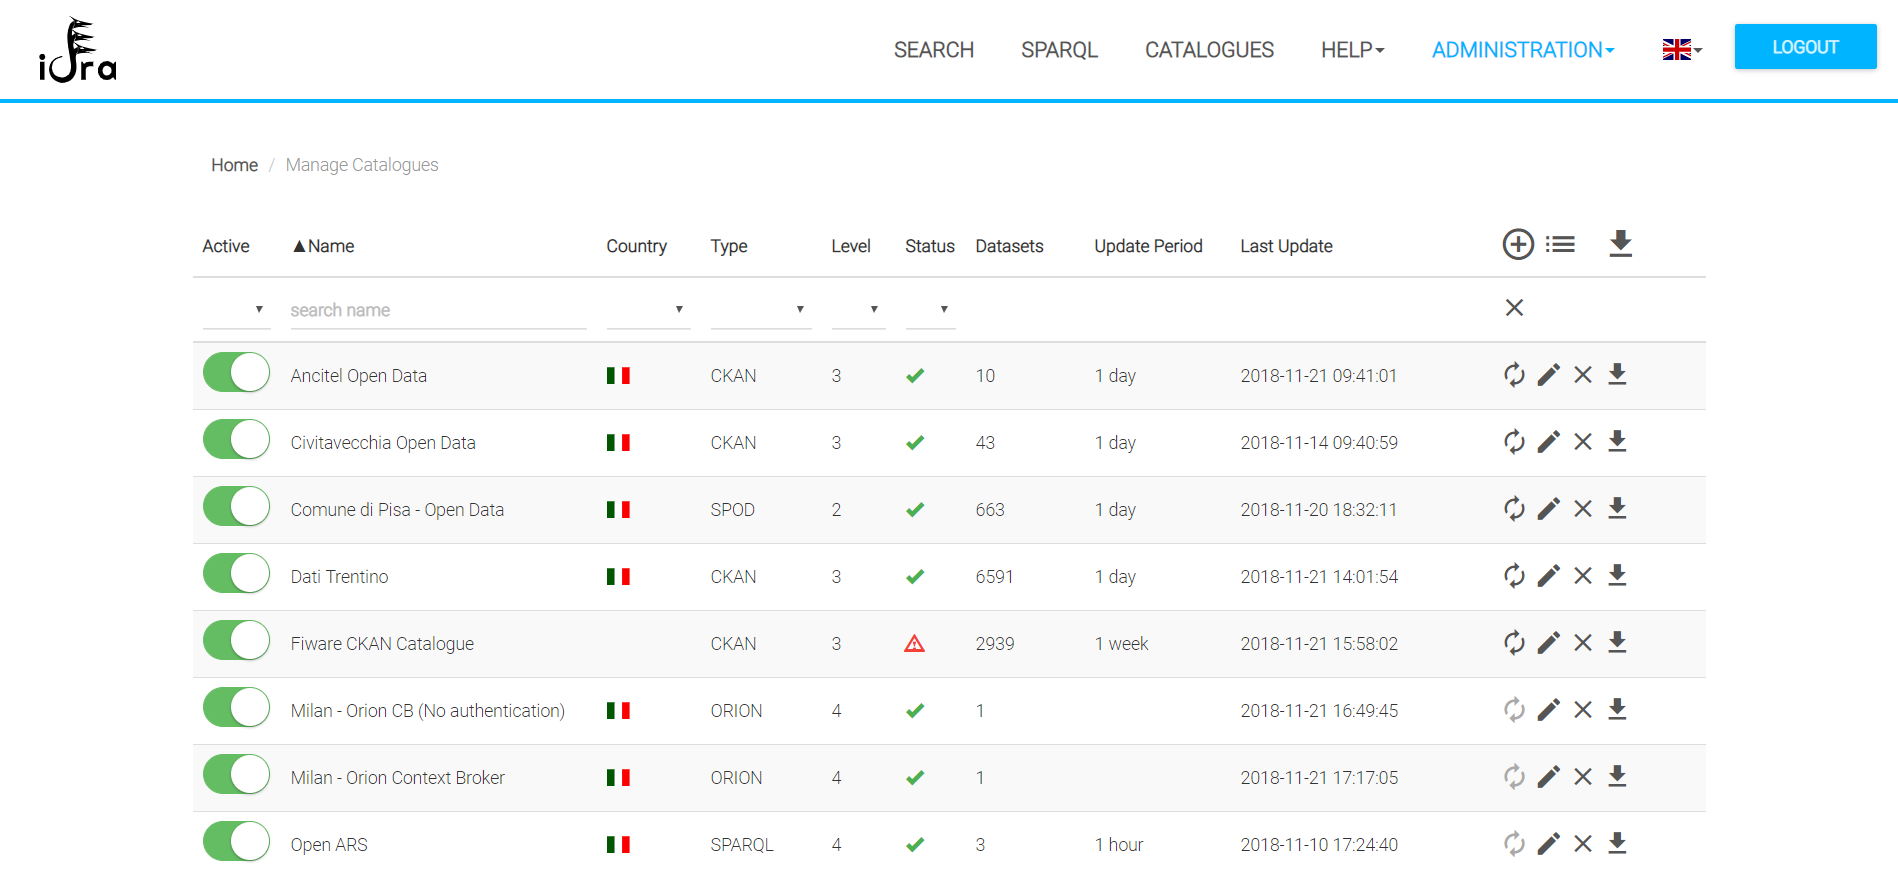 idra
SEARCH SPARQL CATALOGUES HELP ADMINISTRATION LOGOUT
Home / Manage Catalogues
Active ▲Name Country Type Level Status Datasets Update Period Last Update
search name
Ancitel Open Data CKAN 3 10 1 day 2018-11-21 09:41:01
Civitavecchia Open Data CKAN 3 43 1 day 2018-11-14 09:40:59
Comune di Pisa - Open Data SPOD 2 663 1 day 2018-11-20 18:32:11
Dati Trentino CKAN 3 6591 1 day 2018-11-21 14:01:54
Fiware CKAN Catalogue CKAN 3 2939 1 week 2018-11-21 15:58:02
Milan - Orion CB (No authentication) ORION 4 1 2018-11-21 16:49:45
Milan - Orion Context Broker ORION 4 1 2018-11-21 17:17:05
Open ARS SPARQL 4 3 1 hour 2018-11-10 17:24:40